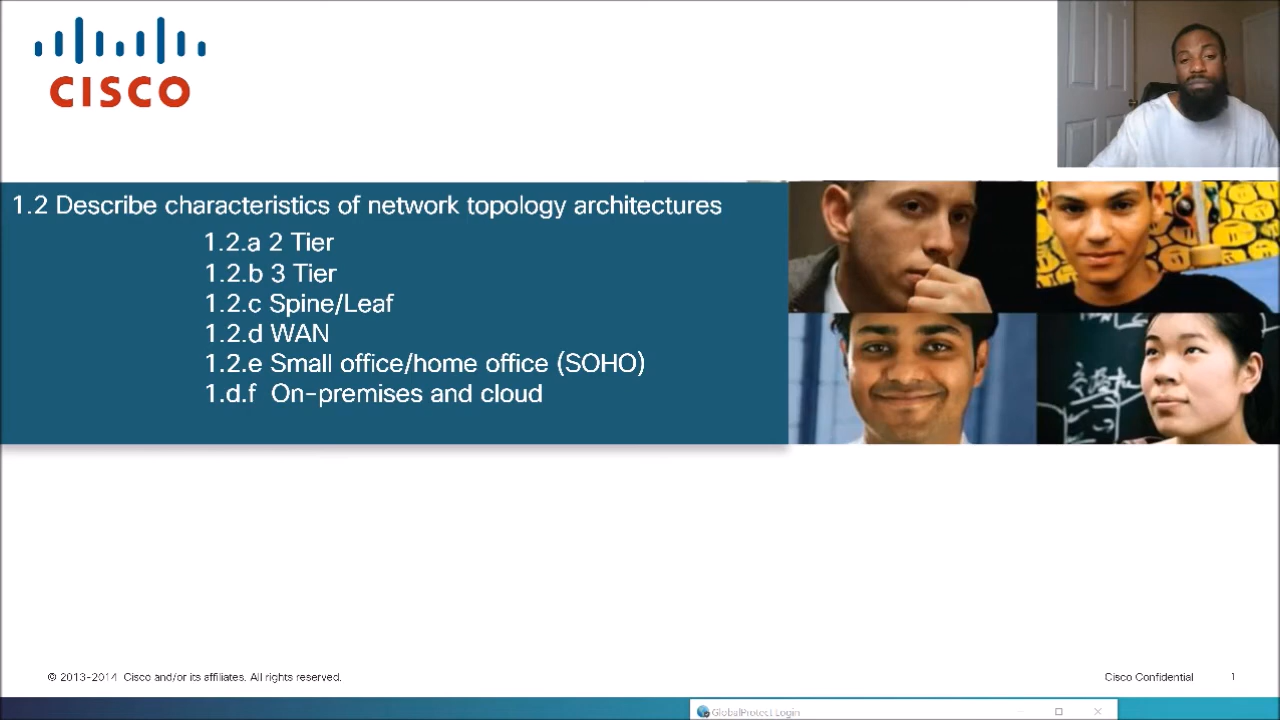 CISCO
1.2 Describe characteristics of network topology architectures
1.2.a 2 Tier
1.2.b 3 Tier
1.2.c Spine/Leaf
1.2.d WAN
1.2.e Small office/home office (SOHO)
1.d.f On-premises and cloud
© 2013-2014 Cisco and/or its affiliates. All rights reserved.
Cisco Confidential
1
GlobalProtect Login